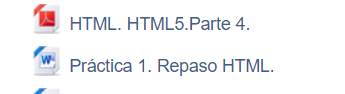 HTML. HTML5.Parte 4.
Práctica 1. Repaso HTML.